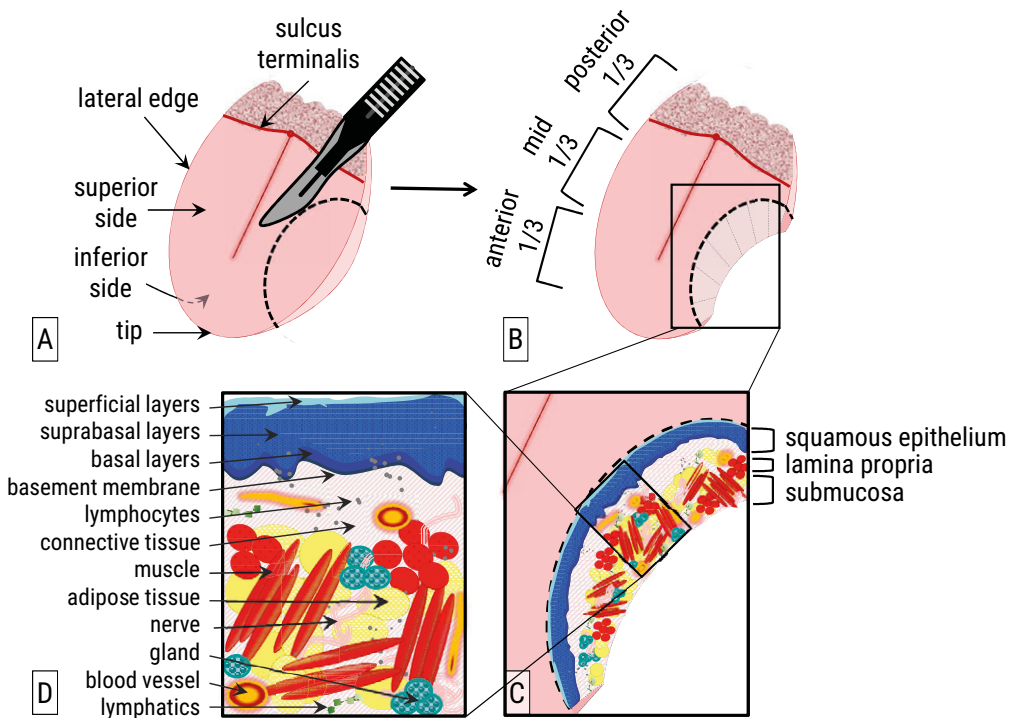 sulcus
terminalis
lateral edge
superior
side
inferior
side
tip
A
posterior
1/3
mid
1/3
anterior
1/3
B
superficial layers
suprabasal layers
basal layers
basement membrane
lymphocytes
connective tissue
muscle
adipose tissue
nerve
gland
blood vessel
lymphatics
D
squamous epithelium
lamina propria
submucosa
C